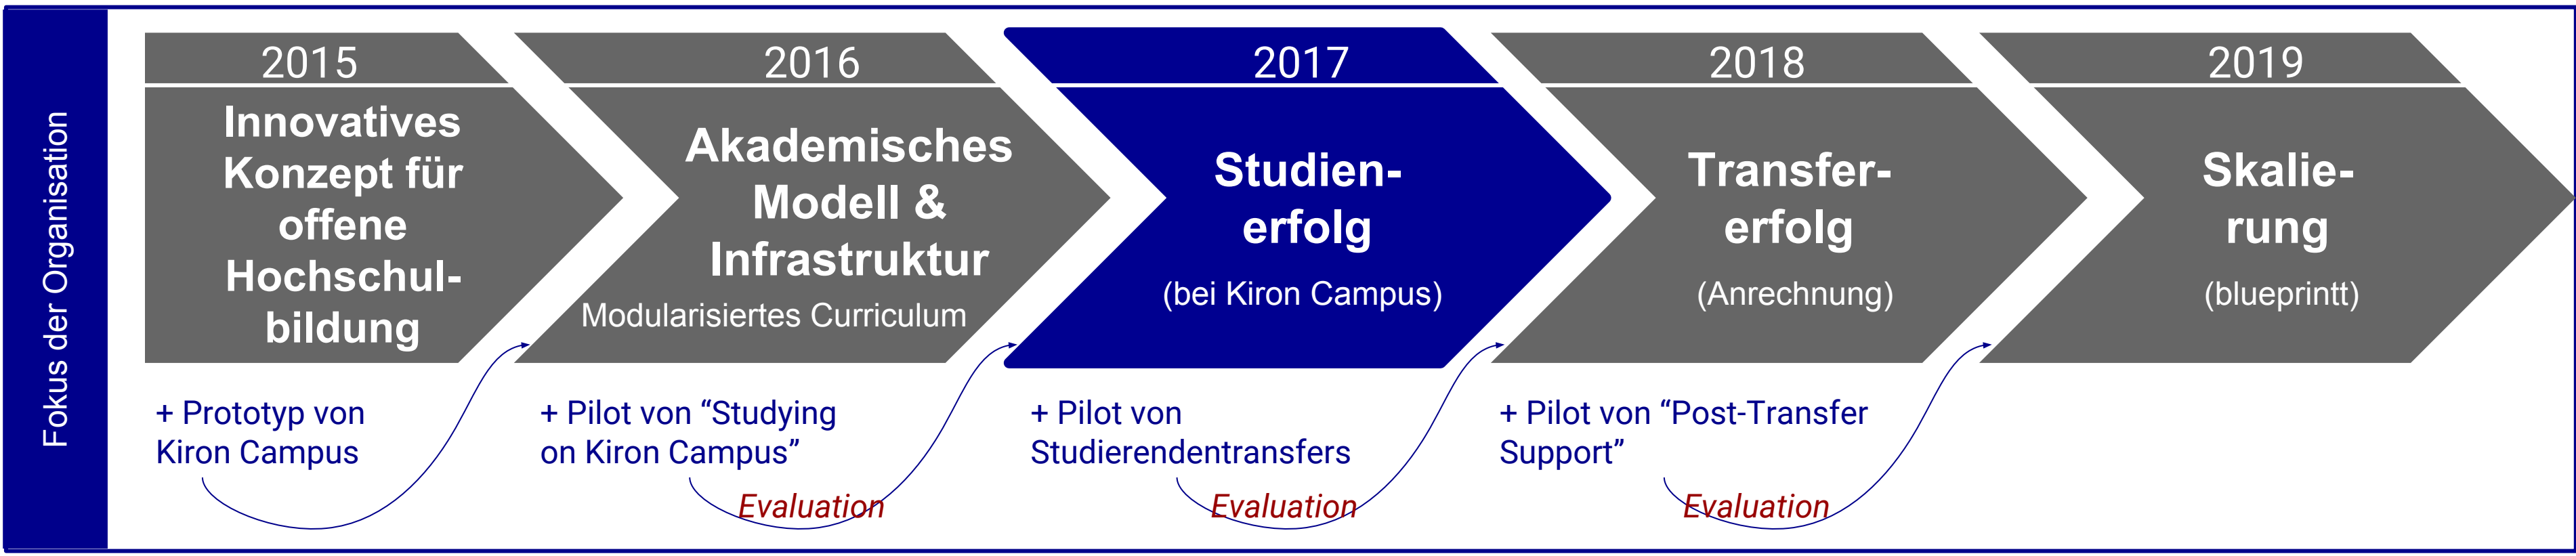 Fokus der Organisation
2015
Innovatives
Konzept für
offene
Hochschul-
bildung
2016
Akademisches
Modell &
Infrastruktur
Modularisiertes Curriculum
2017
Studien-
erfolg
(bei Kiron Campus)
2018
Transfer-
erfolg
(Anrechnung)
2019
Skalie-
rung
(blueprintt)
+ Prototyp von
Kiron Campus
+ Pilot von “Studying
on Kiron Campus”
Evaluation
+ Pilot von
Studierendentransfers
Evaluation
+ Pilot von “Post-Transfer
Support”
Evaluation